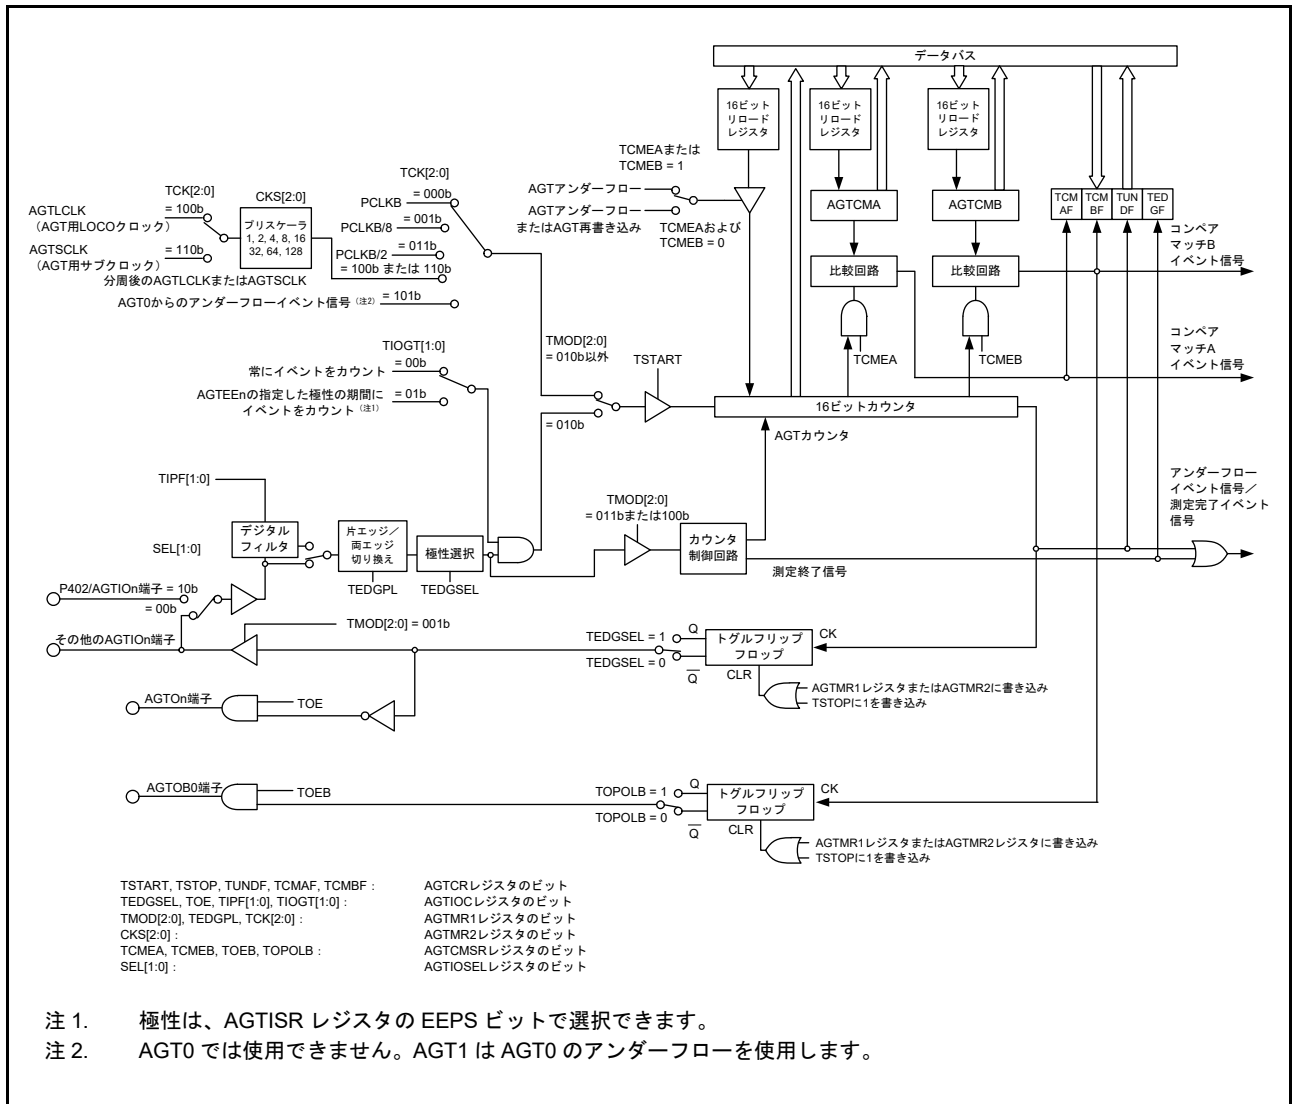 データバス
16ビット
リロード
レジスタ
16ビット
リロード
レジスタ
16ビット
リロード
レジスタ
TCMEAまたは
TCMEB = 1
AGTアンダーフロー
AGTアンダーフロー
またはAGT再書き込み
TCMEAおよび
TCMEB = 0
AGTCMA
AGTCMB
TCM
AF
TCM
BF
TUN
DF
TED
GF
比較回路
比較回路
コンペア
マッチB
イベント信号
コンペア
マッチA
イベント信号
TCMEA
TCMEB
TCK[2:0]
AGTLCLK
（AGT用LOCOクロック）
= 100b
AGTSCLK
（AGT用サブクロック）
= 110b
CKS[2:0]
プリスケーラ
1, 2, 4, 8, 16
32, 64, 128
TCK[2:0]
PCLKB
= 000b
PCLKB/8
= 001b
PCLKB/2
= 011b
= 100b または 110b
分周後のAGTLCLKまたはAGTSCLK
AGT0からのアンダーフローイベント信号（注2）
= 101b
TIOGT[1:0]
常にイベントをカウント
= 00b
AGTEEnの指定した極性の期間に
イベントをカウント（注1）
= 01b
TMOD[2:0]
= 010b以外
= 010b
TSTART
16ビットカウンタ
AGTカウンタ
TIPF[1:0]
デジタル
フィルタ
SEL[1:0]
片エッジ／
両エッジ
切り換え
極性選択
TEDGPL
TEDGSEL
TMOD[2:0]
= 011bまたは100b
カウンタ
制御回路
測定終了信号
アンダーフロー
イベント信号／
測定完了イベント
信号
P402/AGTIOn端子 = 10b
= 00b
その他のAGTIOn端子
TMOD[2:0] = 001b
TEDGSEL = 1
TEDGSEL = 0
Q
Q
トグルフリップ
フロップ
CK
CLR
AGTMR1レジスタまたはAGTMR2に書き込み
TSTOPに1を書き込み
AGTOn端子
TOE
AGTOB0端子
TOEB
TOPOLB = 1
TOPOLB = 0
Q
Q
トグルフリップ
フロップ
CK
CLR
AGTMR1レジスタまたはAGTMR2レジスタに書き込み
TSTOPに1を書き込み
TSTART, TSTOP, TUNDF, TCMAF, TCMBF : AGTCRレジスタのビット
TEDGSEL, TOE, TIPF[1:0], TIOGT[1:0] : AGTIOCレジスタのビット
TMOD[2:0], TEDGPL, TCK[2:0] : AGTMR1レジスタのビット
CKS[2:0] : AGTMR2レジスタのビット
TCMEA, TCMEB, TOEB, TOPOLB : AGTCMSRレジスタのビット
SEL[1:0] : AGTIOSELレジスタのビット
注 1. 極性は、AGTISR レジスタの EEPS ビットで選択できます。
注 2. AGT0 では使用できません。AGT1 は AGT0 のアンダーフローを使用します。